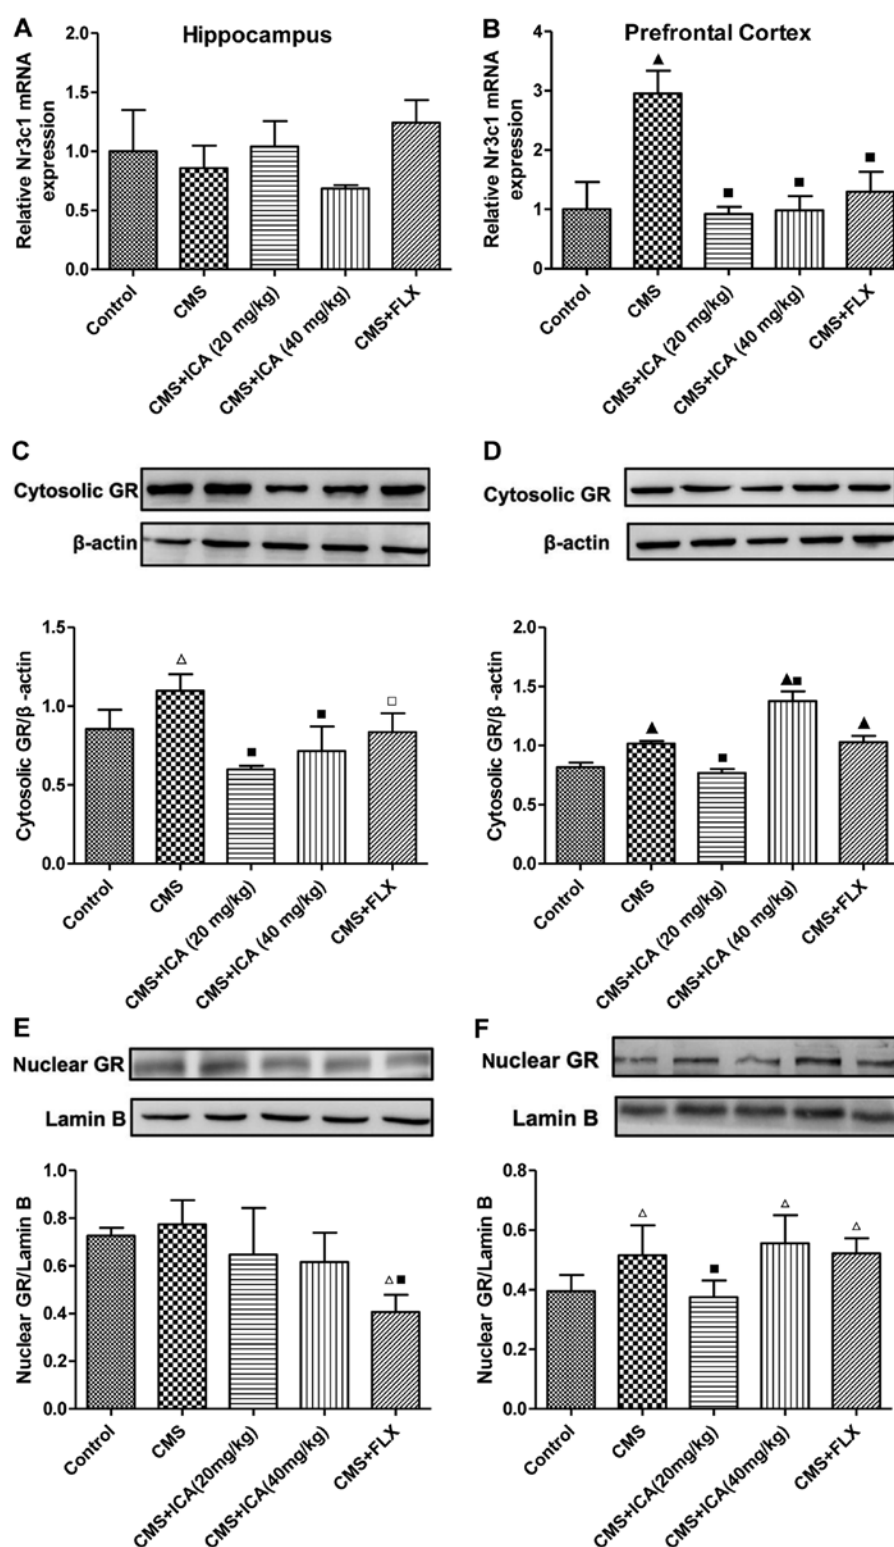 A
Hippocampus
Relative Nr3c1 mRNA
expression
2.0
1.5
1.0
0.5
0.0
Control
CMS
CMS+ICA (20 mg/kg)
CMS+ICA (40 mg/kg)
CMS+FLX
B
Prefrontal Cortex
Relative Nr3c1 mRNA
expression
4
3
2
1
0
Control
CMS
CMS+ICA (20 mg/kg)
CMS+ICA (40 mg/kg)
CMS+FLX
C
Cytosolic GR
β-actin
Cytosolic GR/β -actin
1.5
1.0
0.5
0.0
Control
CMS
CMS+ICA (20 mg/kg)
CMS+ICA (40 mg/kg)
CMS+FLX
D
Cytosolic GR
β-actin
Cytosolic GR/β -actin
2.0
1.5
1.0
0.5
0.0
Control
CMS
CMS+ICA (20 mg/kg)
CMS+ICA (40 mg/kg)
CMS+FLX
E
Nuclear GR
Lamin B
Nuclear GR/Lamin B
1.0
0.8
0.6
0.4
0.2
0.0
Control
CMS
CMS+ICA(20mg/kg)
CMS+ICA(40mg/kg)
CMS+FLX
F
Nuclear GR
Lamin B
Nuclear GR/Lamin B
0.8
0.6
0.4
0.2
0.0
Control
CMS
CMS+ICA(20mg/kg)
CMS+ICA(40mg/kg)
CMS+FLX